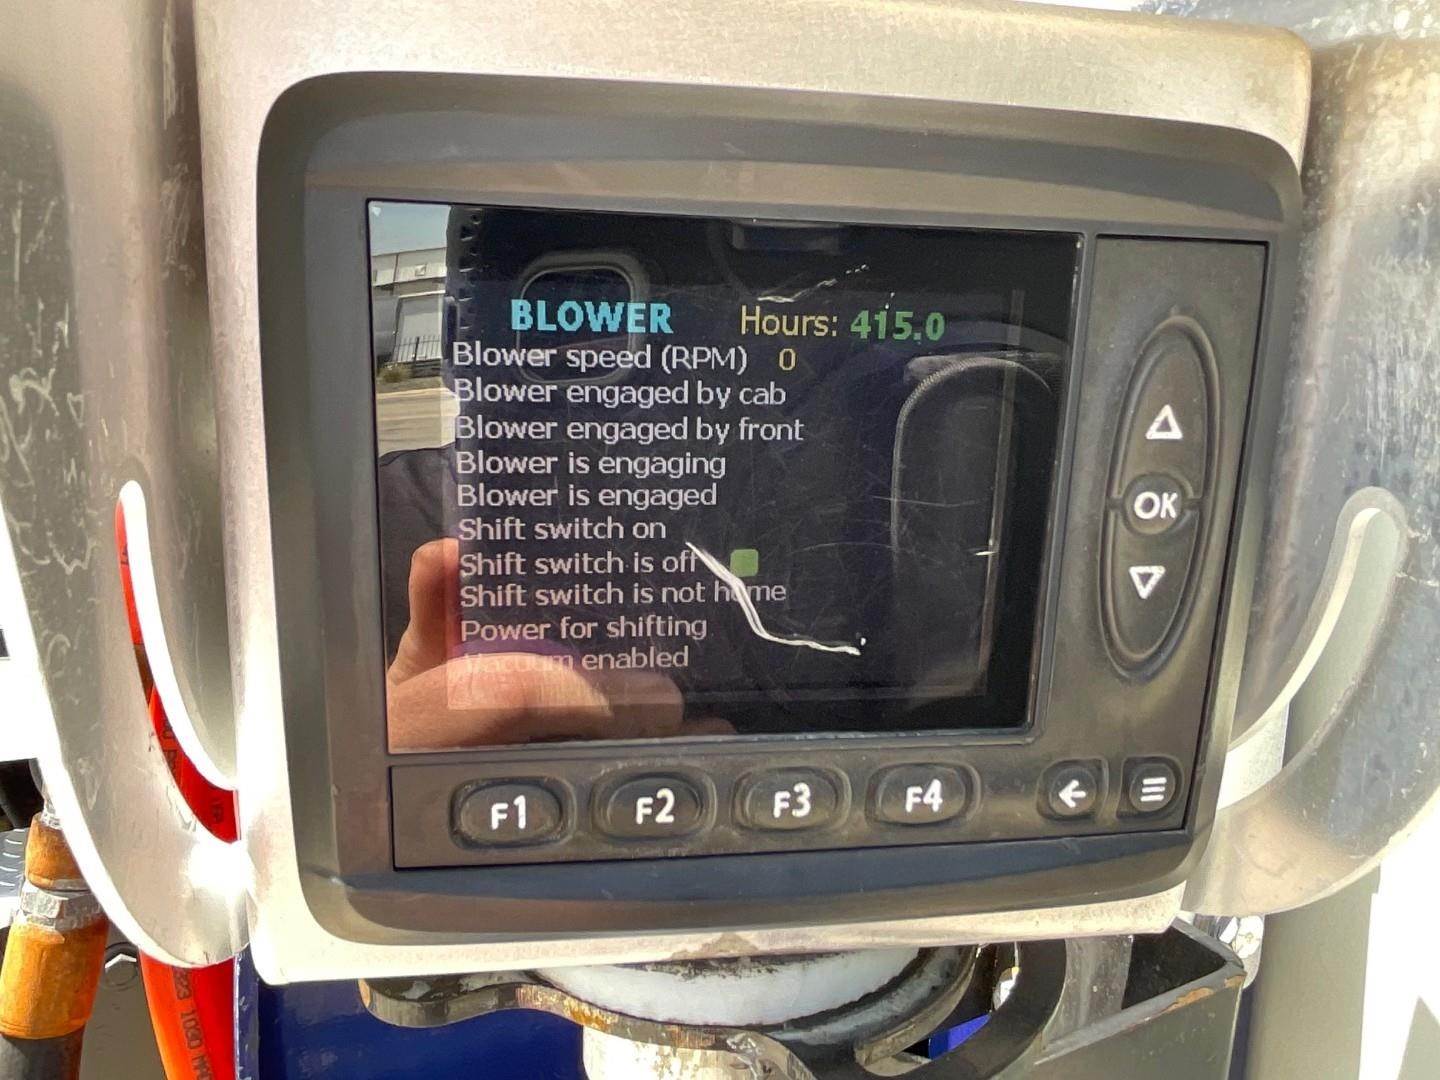 BLOWER Hours: 415.0
Blower speed (RPM) 0
Blower engaged by cab
Blower engaged by front
Blower is engaging
Blower is engaged
Shift switch on
Shift switch is off
Shift switch is not home
Power for shifting
Vacuum enabled
OK
F1 F2 F3 F4